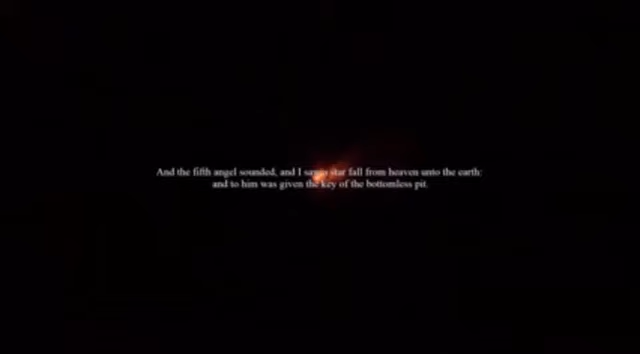 And the fifth angel sounded, and I saw a star fall from heaven unto the earth:
and to him was given the key of the bottomless pit.